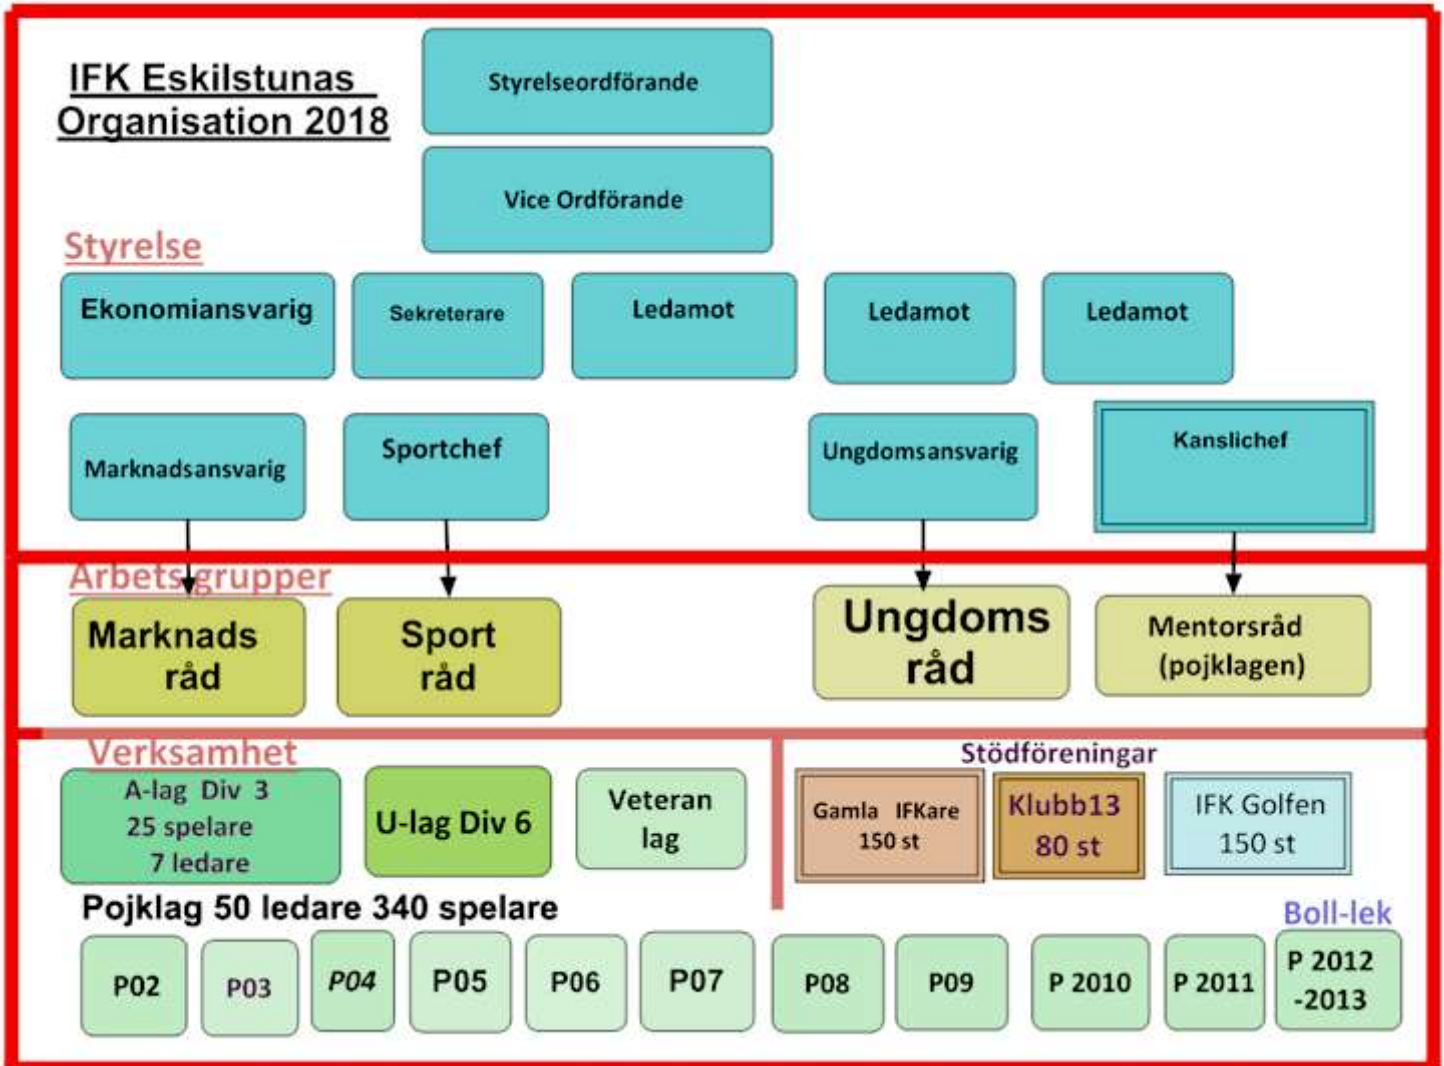 IFK Eskilstunas
Organisation 2018
Styrelseordförande
Vice Ordförande
Styrelse
Ekonomiansvarig
Sekreterare
Ledamot
Ledamot
Ledamot
Marknadsansvarig
Sportchef
Ungdomsansvarig
Kanslichef
Arbets grupper
Marknads
råd
Sport
råd
Ungdoms
råd
Mentorsråd
(pojklagen)
Verksamhet
A-lag Div 3
25 spelare
7 ledare
U-lag Div 6
Veteran
lag
Stödföreningar
Gamla IFKare
150 st
Klubb13
80 st
IFK Golfen
150 st
Pojklag 50 ledare 340 spelare
Boll-lek
P02
P03
P04
P05
P06
P07
P08
P09
P 2010
P 2011
P 2012
-2013